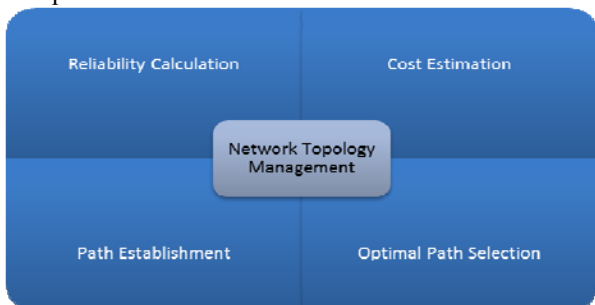 Reliability Calculation
Cost Estimation
Network Topology
Management
Path Establishment
Optimal Path Selection